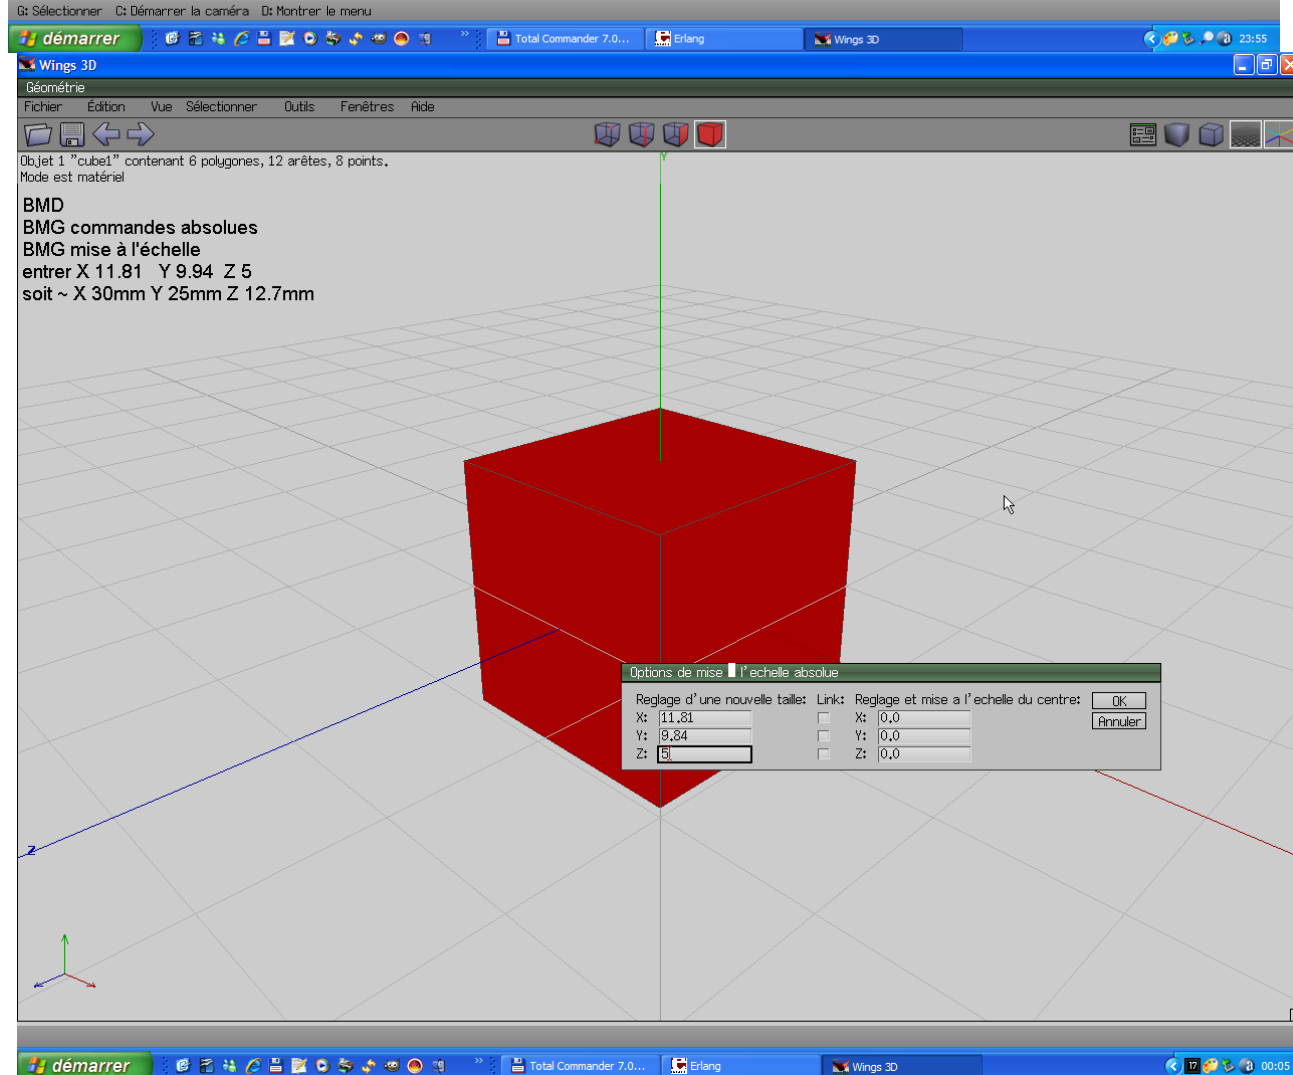 G: Sélectionner C: Démarrer la caméra D: Montrer le menu
démarrer Total Commander 7.0... Erlang Wings 3D 23:55
Wings 3D
Géométrie
Fichier Édition Vue Sélectionner Outils Fenêtres Aide
Objet 1 "cube1" contenant 6 polygones, 12 arêtes, 8 points.
Mode est matériel
Y
BMD
BMG commandes absolues
BMG mise à l'échelle
entrer X 11.81 Y 9.94 Z 5
soit ~ X 30mm Y 25mm Z 12.7mm
Options de mise l'echelle absolue
Reglage d'une nouvelle taille: Link: Reglage et mise a l'echelle du centre: OK
X: 11.81 X: 0.0 Annuler
Y: 9.84 Y: 0.0
Z: 5 Z: 0.0
Z
démarrer Total Commander 7.0... Erlang Wings 3D 17 00:05